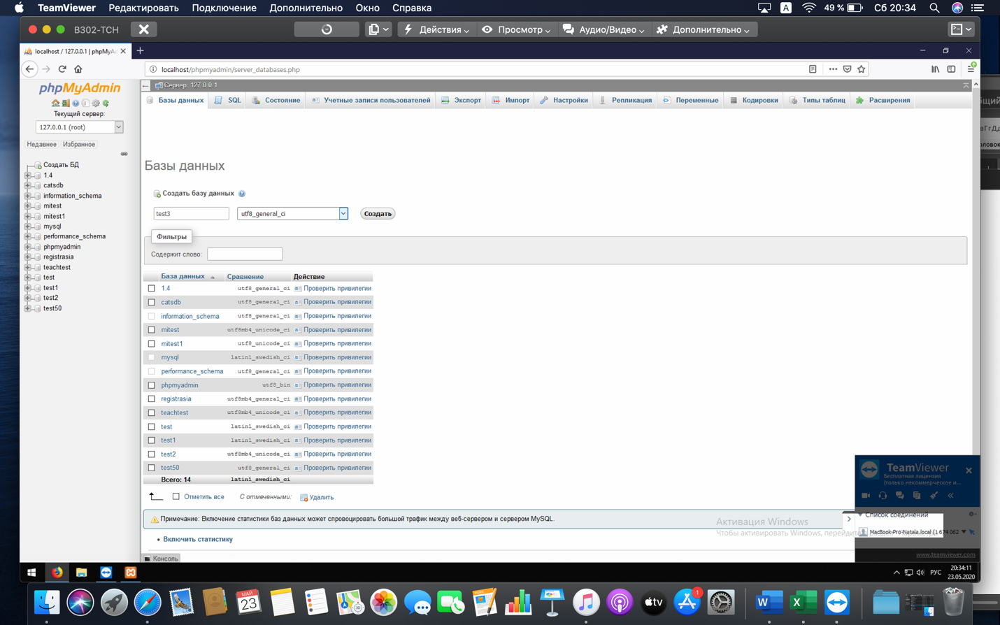 TeamViewer Редактировать Подключение Дополнительно Окно Справка
A 49 % Сб 20:34
B302-TCH Действия Просмотр Аудио/Видео Дополнительно
localhost / 127.0.0.1 | phpMyAd
localhost/phpmyadmin/server_databases.php
phpMyAdmin
Текущий сервер:
127.0.0.1 (root)
Недавнее Избранное
Создать БД
1.4
catsdb
information_schema
mitest
mitest1
mysql
performance_schema
phpmyadmin
registrasia
teachtest
test
test1
test2
test50
Сервер: 127.0.0.1
Базы данных SQL Состояние Учетные записи пользователей Экспорт Импорт Настройки Репликация Переменные Кодировки Типы таблиц Расширения
Базы данных
Создать базу данных
test3 utf8_general_ci Создать
Фильтры
Содержит слово:
База данных Сравнение Действие
1.4 utf8_general_ci Проверить привилегии
catsdb utf8_general_ci Проверить привилегии
information_schema utf8_general_ci Проверить привилегии
mitest utf8mb4_unicode_ci Проверить привилегии
mitest1 utf8_unicode_ci Проверить привилегии
mysql latin1_swedish_ci Проверить привилегии
performance_schema utf8_general_ci Проверить привилегии
phpmyadmin utf8_bin Проверить привилегии
registrasia utf8mb4_general_ci Проверить привилегии
teachtest utf8mb4_unicode_ci Проверить привилегии
test latin1_swedish_ci Проверить привилегии
test1 latin1_swedish_ci Проверить привилегии
test2 utf8mb4_unicode_ci Проверить привилегии
test50 utf8_general_ci Проверить привилегии
Всего: 14 latin1_swedish_ci
Отметить все С отмеченными: Удалить
Примечание: Включение статистики баз данных может спровоцировать большой трафик между веб-сервером и сервером MySQL.
Включить статистику
Консоль
Активация Windows
Чтобы активировать Windows, перейдите
TeamViewer
Бесплатная лицензия
(только некоммерческое и...
Список соединений
MacBook-Pro-Natala.local (1 674 062
www.teamviewer.com
РУС
20:34:11
23.05.2020
бщий
вГгДд
оловок
МАЙ
23
3D
tv
1
W
X